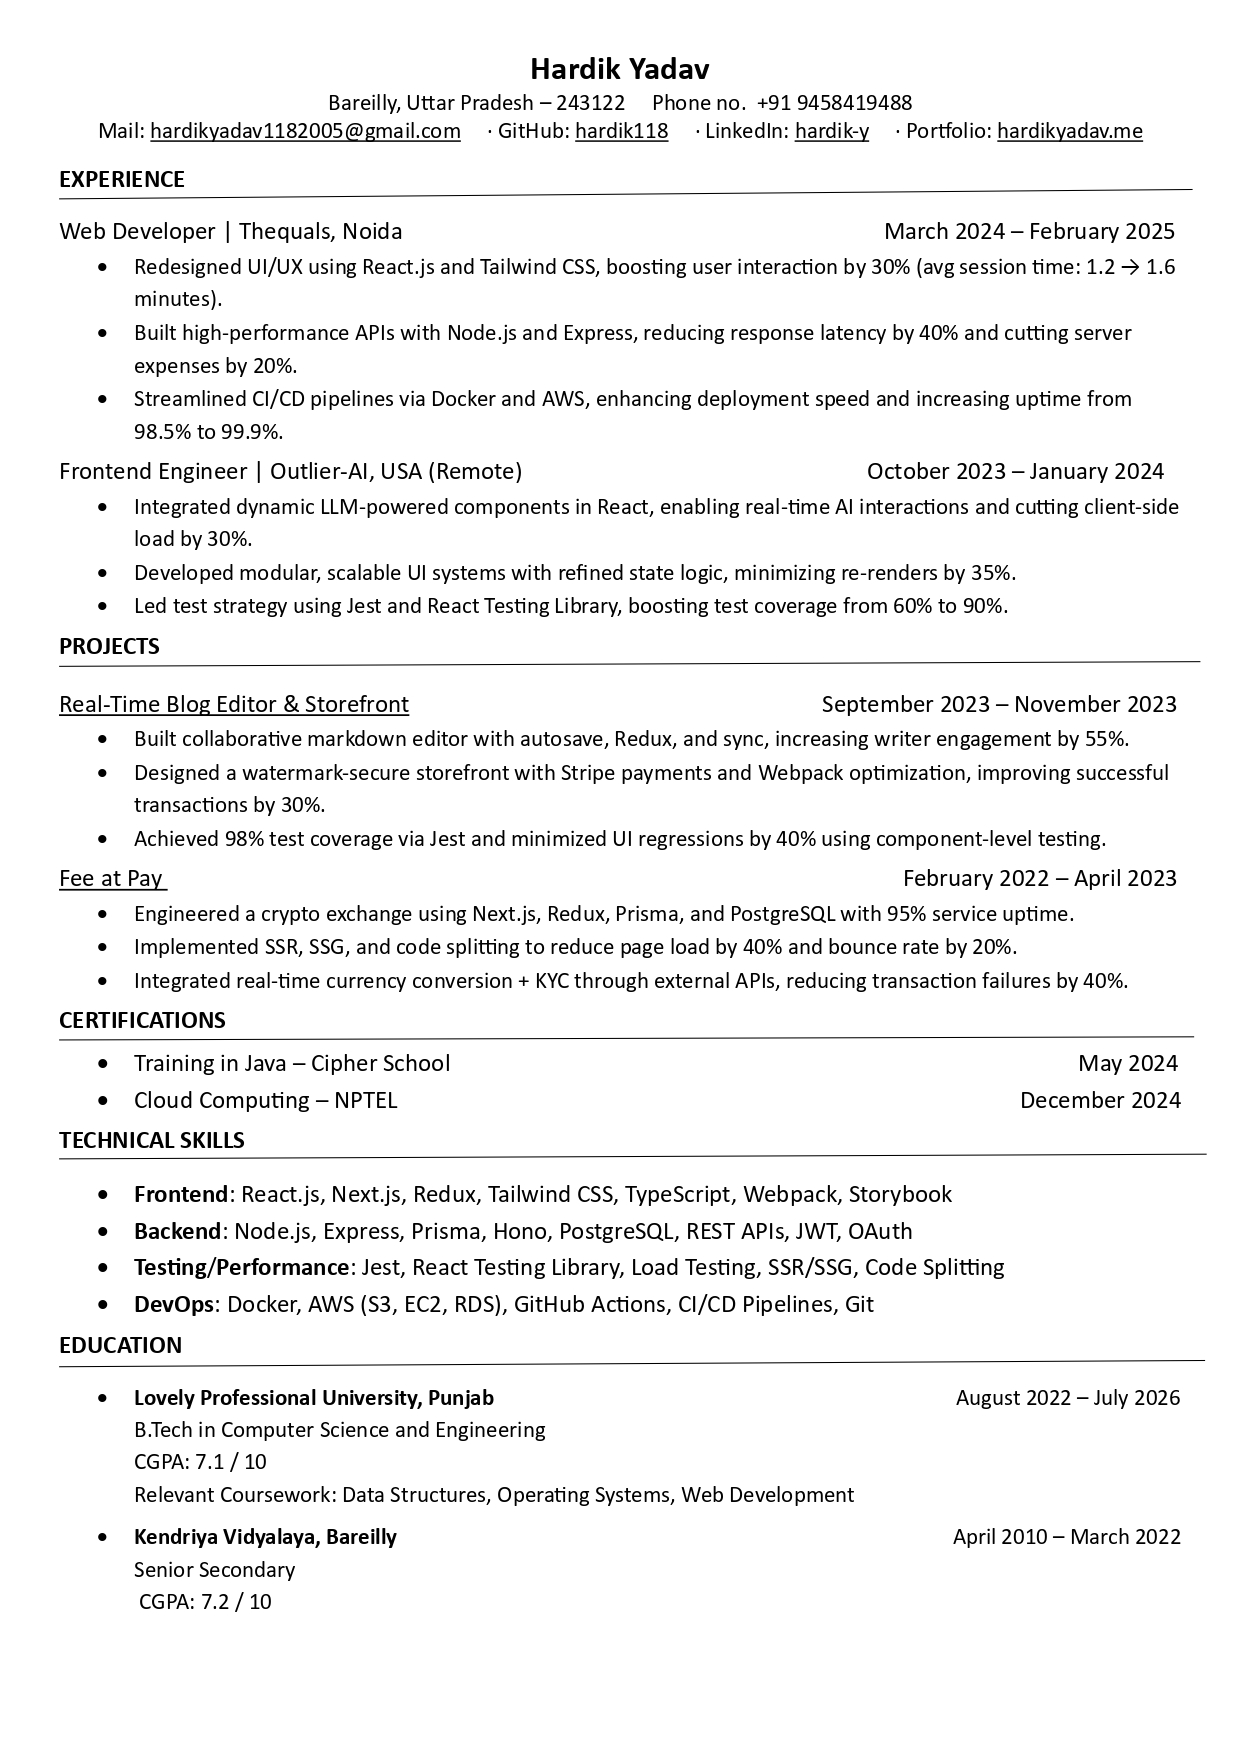 Hardik Yadav
Bareilly, Uttar Pradesh – 243122 Phone no. +91 9458419488
Mail: hardikyadav1182005@gmail.com · GitHub: hardik118 · LinkedIn: hardik-y · Portfolio: hardikyadav.me
EXPERIENCE
Web Developer | Thequals, Noida March 2024 – February 2025
• Redesigned UI/UX using React.js and Tailwind CSS, boosting user interaction by 30% (avg session time: 1.2 → 1.6
minutes).
• Built high-performance APIs with Node.js and Express, reducing response latency by 40% and cutting server
expenses by 20%.
• Streamlined CI/CD pipelines via Docker and AWS, enhancing deployment speed and increasing uptime from
98.5% to 99.9%.
Frontend Engineer | Outlier-AI, USA (Remote) October 2023 – January 2024
• Integrated dynamic LLM-powered components in React, enabling real-time AI interactions and cutting client-side
load by 30%.
• Developed modular, scalable UI systems with refined state logic, minimizing re-renders by 35%.
• Led test strategy using Jest and React Testing Library, boosting test coverage from 60% to 90%.
PROJECTS
Real-Time Blog Editor & Storefront September 2023 – November 2023
• Built collaborative markdown editor with autosave, Redux, and sync, increasing writer engagement by 55%.
• Designed a watermark-secure storefront with Stripe payments and Webpack optimization, improving successful
transactions by 30%.
• Achieved 98% test coverage via Jest and minimized UI regressions by 40% using component-level testing.
Fee at Pay February 2022 – April 2023
• Engineered a crypto exchange using Next.js, Redux, Prisma, and PostgreSQL with 95% service uptime.
• Implemented SSR, SSG, and code splitting to reduce page load by 40% and bounce rate by 20%.
• Integrated real-time currency conversion + KYC through external APIs, reducing transaction failures by 40%.
CERTIFICATIONS
• Training in Java – Cipher School May 2024
• Cloud Computing – NPTEL December 2024
TECHNICAL SKILLS
• Frontend: React.js, Next.js, Redux, Tailwind CSS, TypeScript, Webpack, Storybook
• Backend: Node.js, Express, Prisma, Hono, PostgreSQL, REST APIs, JWT, OAuth
• Testing/Performance: Jest, React Testing Library, Load Testing, SSR/SSG, Code Splitting
• DevOps: Docker, AWS (S3, EC2, RDS), GitHub Actions, CI/CD Pipelines, Git
EDUCATION
• Lovely Professional University, Punjab August 2022 – July 2026
B.Tech in Computer Science and Engineering
CGPA: 7.1 / 10
Relevant Coursework: Data Structures, Operating Systems, Web Development
• Kendriya Vidyalaya, Bareilly April 2010 – March 2022
Senior Secondary
CGPA: 7.2 / 10